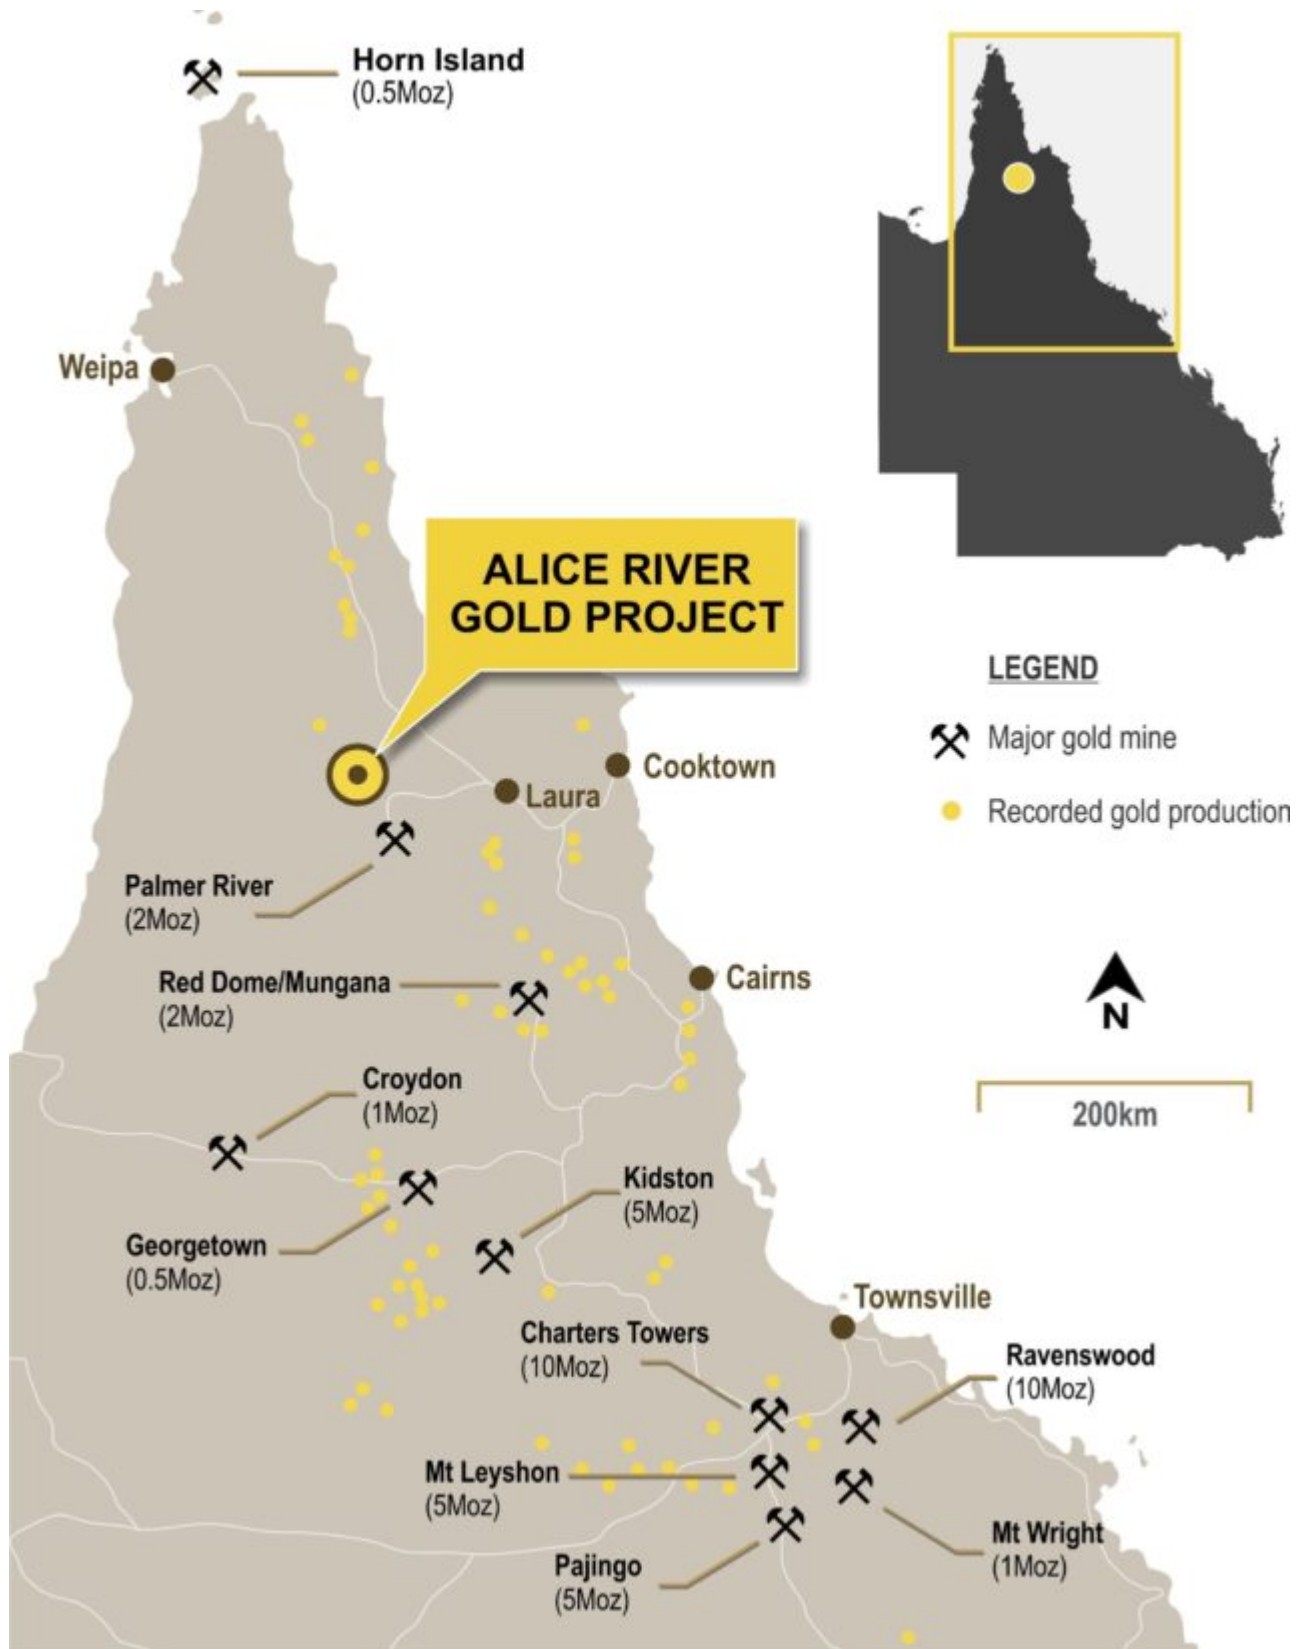 Horn Island
(0.5Moz)
Weipa
ALICE RIVER
GOLD PROJECT
LEGEND
Major gold mine
Recorded gold production
Cooktown
Laura
Palmer River
(2Moz)
Red Dome/Mungana
(2Moz)
Cairns
N
200km
Croydon
(1Moz)
Kidston
(5Moz)
Georgetown
(0.5Moz)
Townsville
Charters Towers
(10Moz)
Ravenswood
(10Moz)
Mt Leyshon
(5Moz)
Mt Wright
(1Moz)
Pajingo
(5Moz)